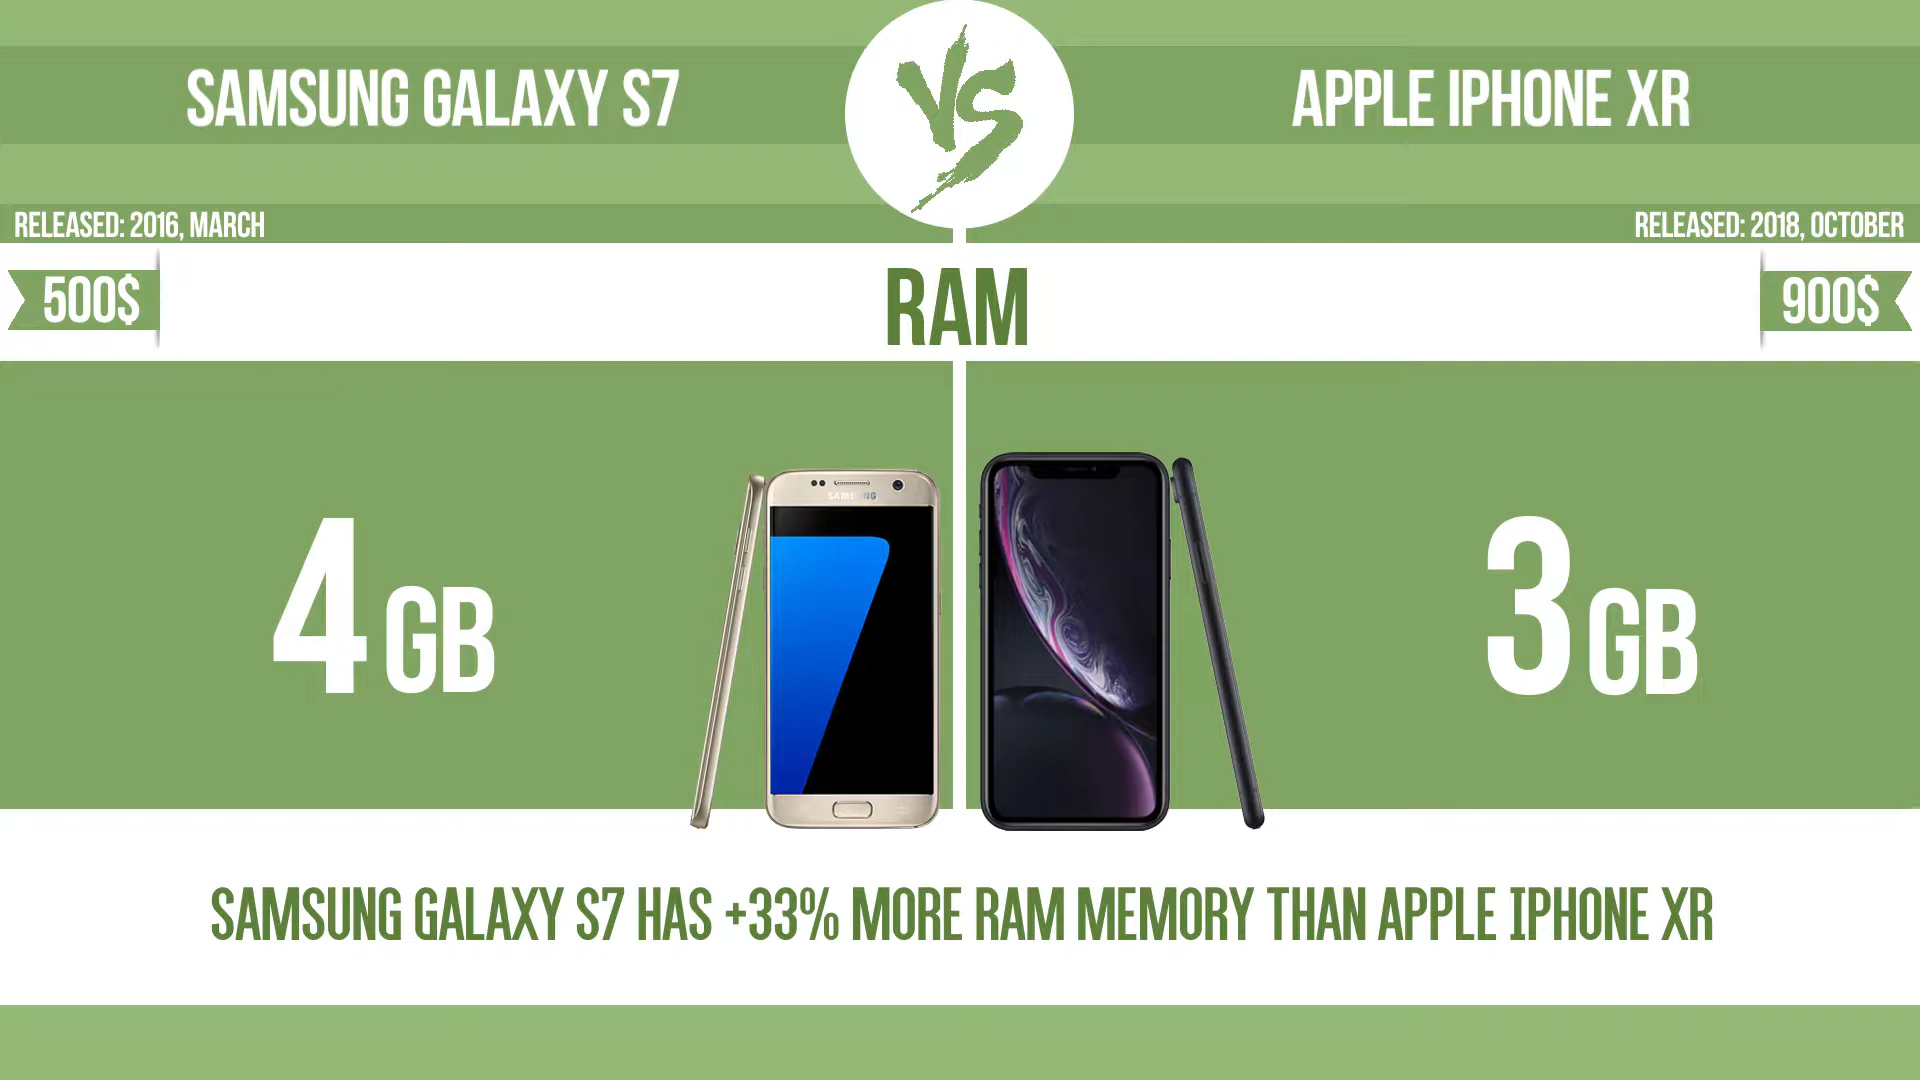 SAMSUNG GALAXY S7
VS
APPLE IPHONE XR
RELEASED: 2016, MARCH
RELEASED: 2018, OCTOBER
500$
RAM
900$
SAMSUNG
4 GB
3 GB
SAMSUNG GALAXY S7 HAS +33% MORE RAM MEMORY THAN APPLE IPHONE XR